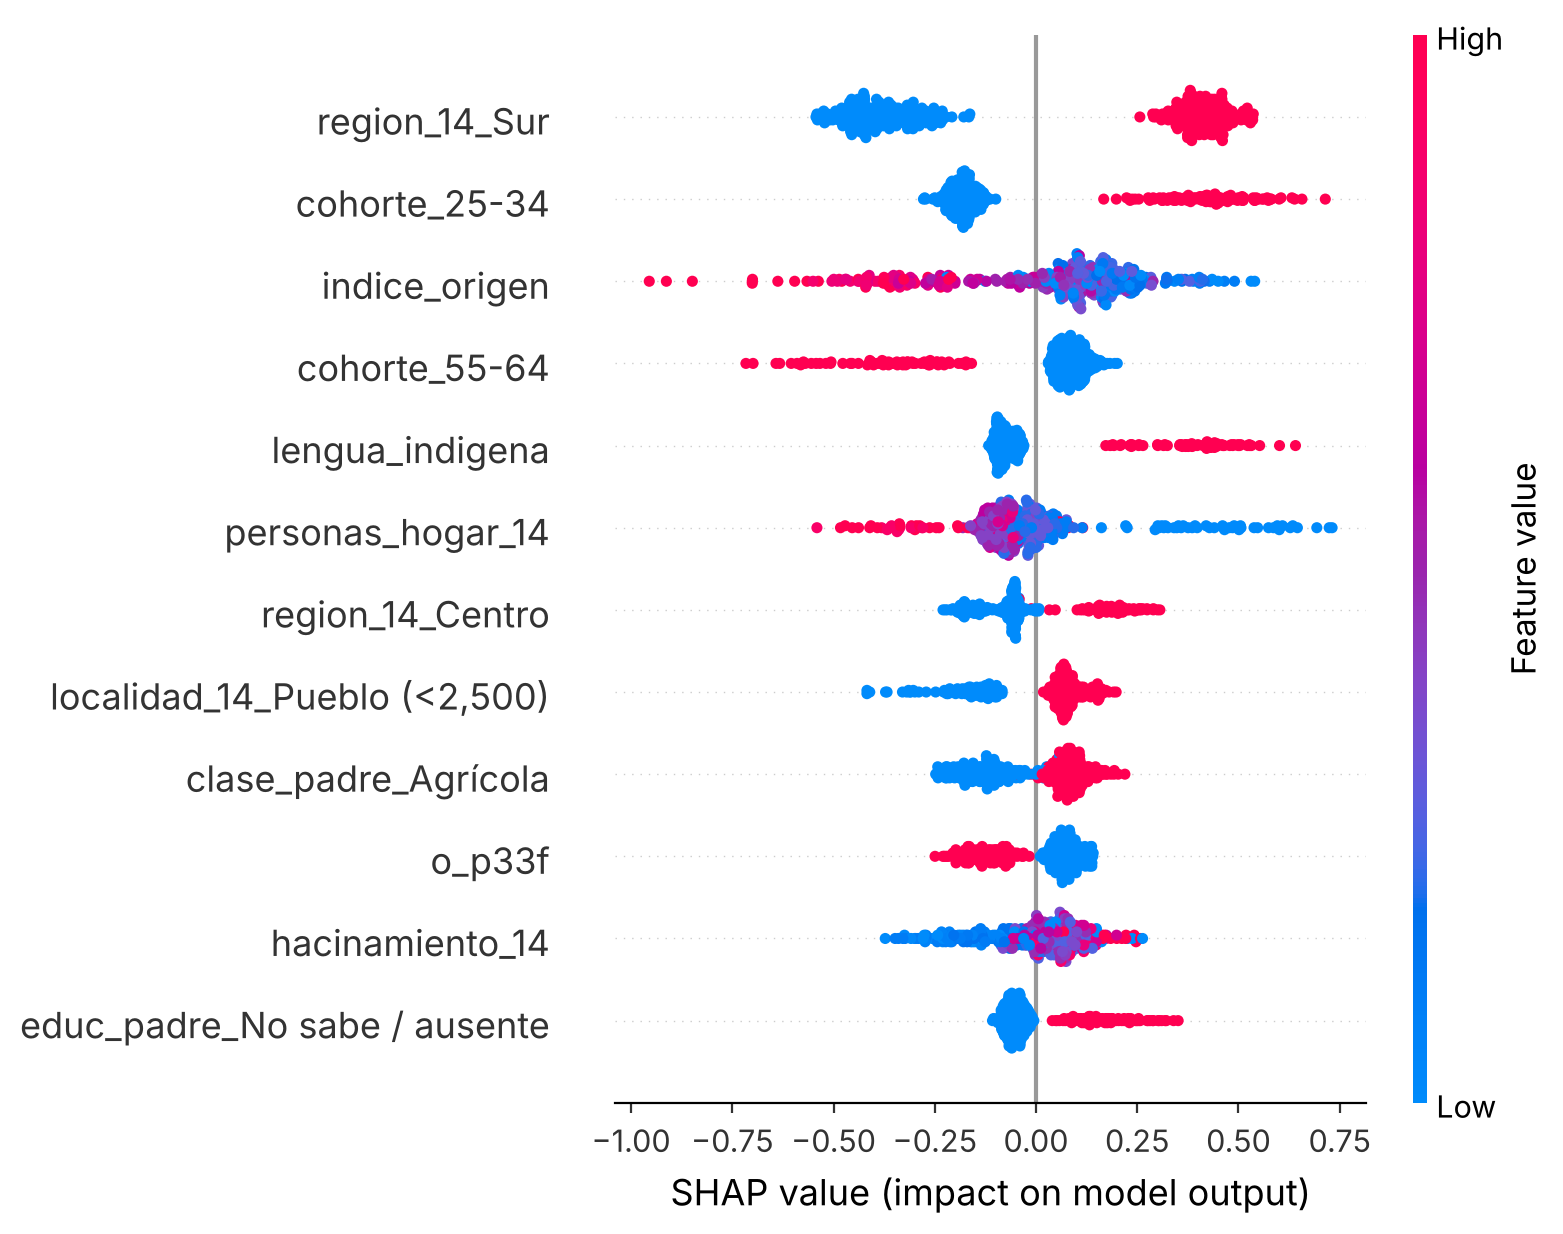 High
region_14_Sur
cohorte_25-34
indice_origen
cohorte_55-64
lengua_indigena
personas_hogar_14
region_14_Centro
localidad_14_Pueblo (<2,500)
clase_padre_Agrícola
o_p33f
hacinamiento_14
educ_padre_No sabe / ausente
Feature value
Low
−1.00 −0.75 −0.50 −0.25 0.00 0.25 0.50 0.75
SHAP value (impact on model output)